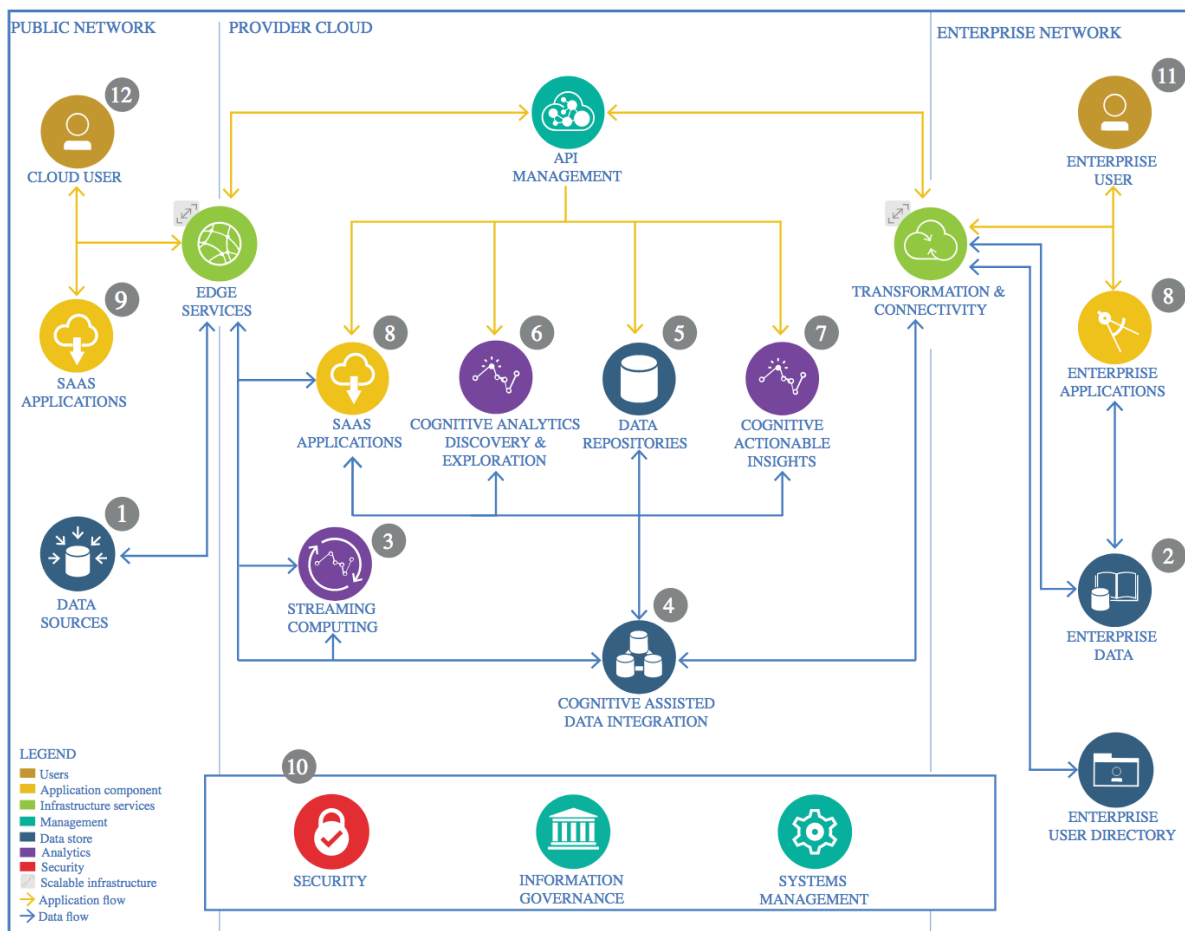 PUBLIC NETWORK
PROVIDER CLOUD
ENTERPRISE NETWORK
12
CLOUD USER
11
ENTERPRISE
USER
API
MANAGEMENT
EDGE
SERVICES
TRANSFORMATION &
CONNECTIVITY
9
SAAS
APPLICATIONS
8
SAAS
APPLICATIONS
6
COGNITIVE ANALYTICS
DISCOVERY &
EXPLORATION
5
DATA
REPOSITORIES
7
COGNITIVE
ACTIONABLE
INSIGHTS
8
ENTERPRISE
APPLICATIONS
1
DATA
SOURCES
3
STREAMING
COMPUTING
4
COGNITIVE ASSISTED
DATA INTEGRATION
2
ENTERPRISE
DATA
ENTERPRISE
USER DIRECTORY
LEGEND
Users
Application component
Infrastructure services
Management
Data store
Analytics
Security
Scalable infrastructure
Application flow
Data flow
10
SECURITY
INFORMATION
GOVERNANCE
SYSTEMS
MANAGEMENT